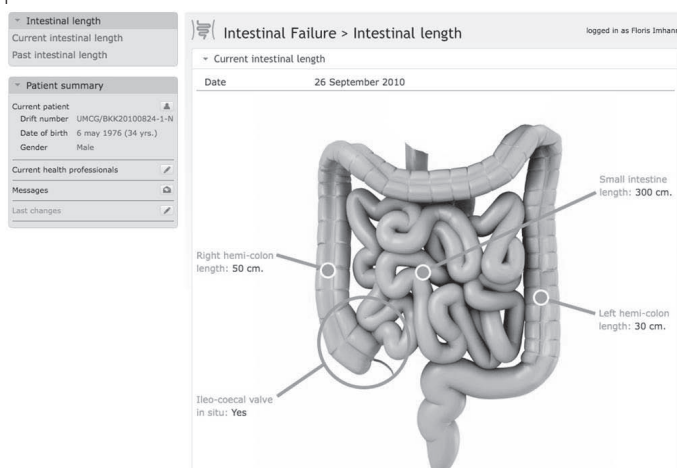 Intestinal length
Current intestinal length
Past intestinal length
Patient summary
Current patient
Drift number UMCG/BKK20100824-1-N
Date of birth 6 may 1976 (34 yrs.)
Gender Male
Current health professionals
Messages
Last changes
Intestinal Failure > Intestinal length
logged in as Floris Imhann
Current intestinal length
Date 26 September 2010
Small intestine
length: 300 cm.
Right hemi-colon
length: 50 cm.
Left hemi-colon
length: 30 cm.
Ileo-coecal valve
in situ: Yes